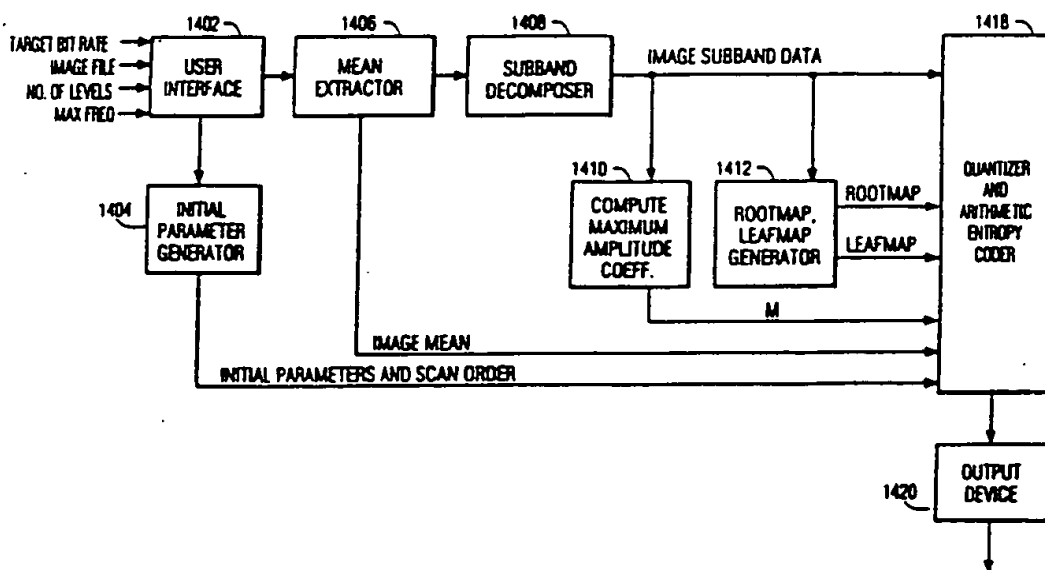 1402
1406
1408
1418
TARGET BIT RATE
IMAGE FILE
NO. OF LEVELS
MAX FREQ
USER
INTERFACE
MEAN
EXTRACTOR
SUBBAND
DECOMPOSER
IMAGE SUBBAND DATA
1404
INITIAL
PARAMETER
GENERATOR
1410
COMPUTE
MAXIMUM
AMPLITUDE
COEFF.
1412
ROOTMAP,
LEAFMAP
GENERATOR
ROOTMAP
LEAFMAP
QUANTIZER
AND
ARITHMETIC
ENTROPY
CODER
M
IMAGE MEAN
INITIAL PARAMETERS AND SCAN ORDER
1420
OUTPUT
DEVICE